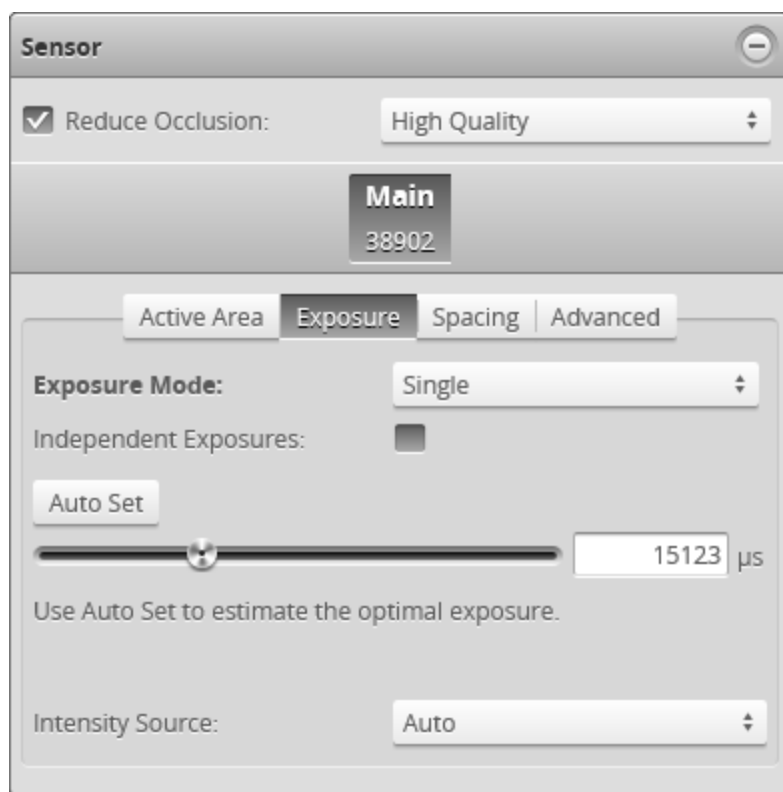 Sensor
Reduce Occlusion: High Quality
Main
38902
Active Area Exposure Spacing Advanced
Exposure Mode: Single
Independent Exposures:
Auto Set
15123 µs
Use Auto Set to estimate the optimal exposure.
Intensity Source: Auto